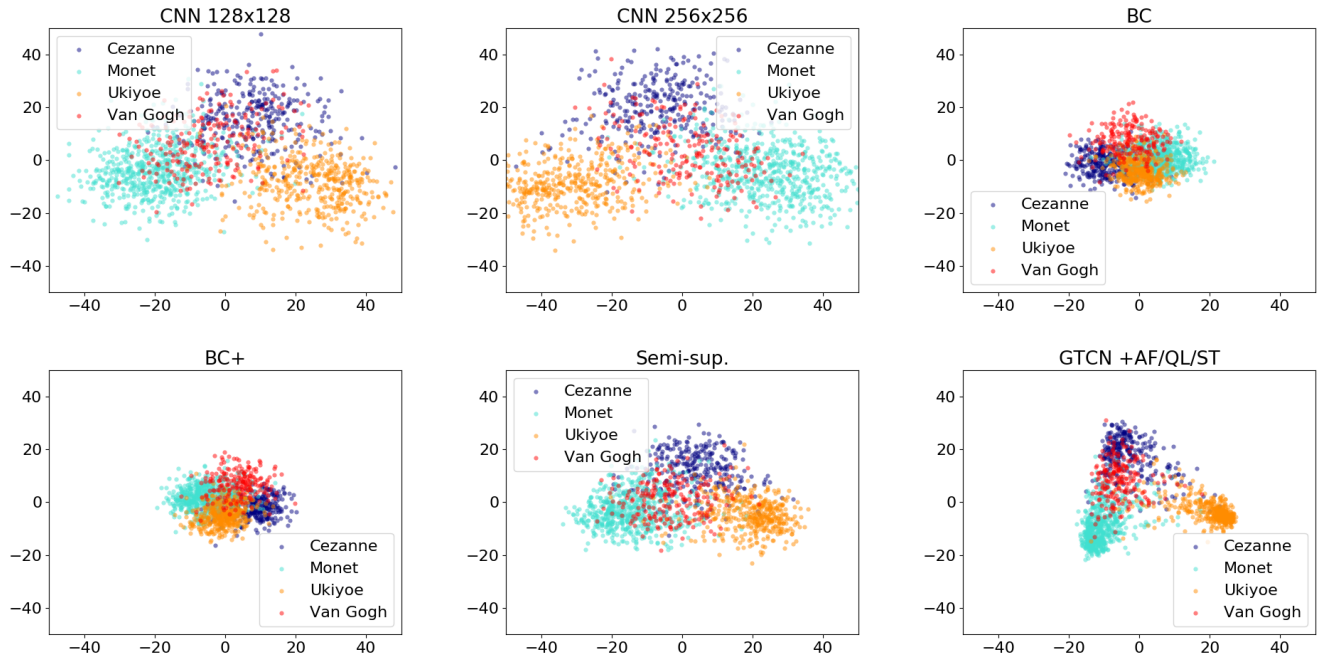 CNN 128x128
40
20
0
−20
−40
−40 −20 0 20 40
Cezanne
Monet
Ukiyoe
Van Gogh
CNN 256x256
40
20
0
−20
−40
−40 −20 0 20 40
Cezanne
Monet
Ukiyoe
Van Gogh
BC
40
20
0
−20
−40
−40 −20 0 20 40
Cezanne
Monet
Ukiyoe
Van Gogh
BC+
40
20
0
−20
−40
−40 −20 0 20 40
Cezanne
Monet
Ukiyoe
Van Gogh
Semi-sup.
40
20
0
−20
−40
−40 −20 0 20 40
Cezanne
Monet
Ukiyoe
Van Gogh
GTCN +AF/QL/ST
40
20
0
−20
−40
−40 −20 0 20 40
Cezanne
Monet
Ukiyoe
Van Gogh